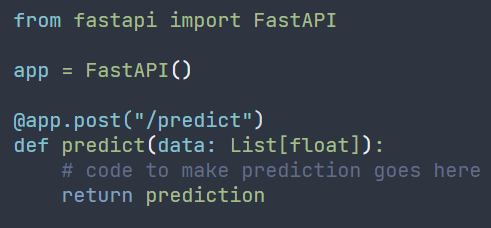 from fastapi import FastAPI
app = FastAPI()
@app.post("/predict")
def predict(data: List[float]):
    # code to make prediction goes here
    return prediction